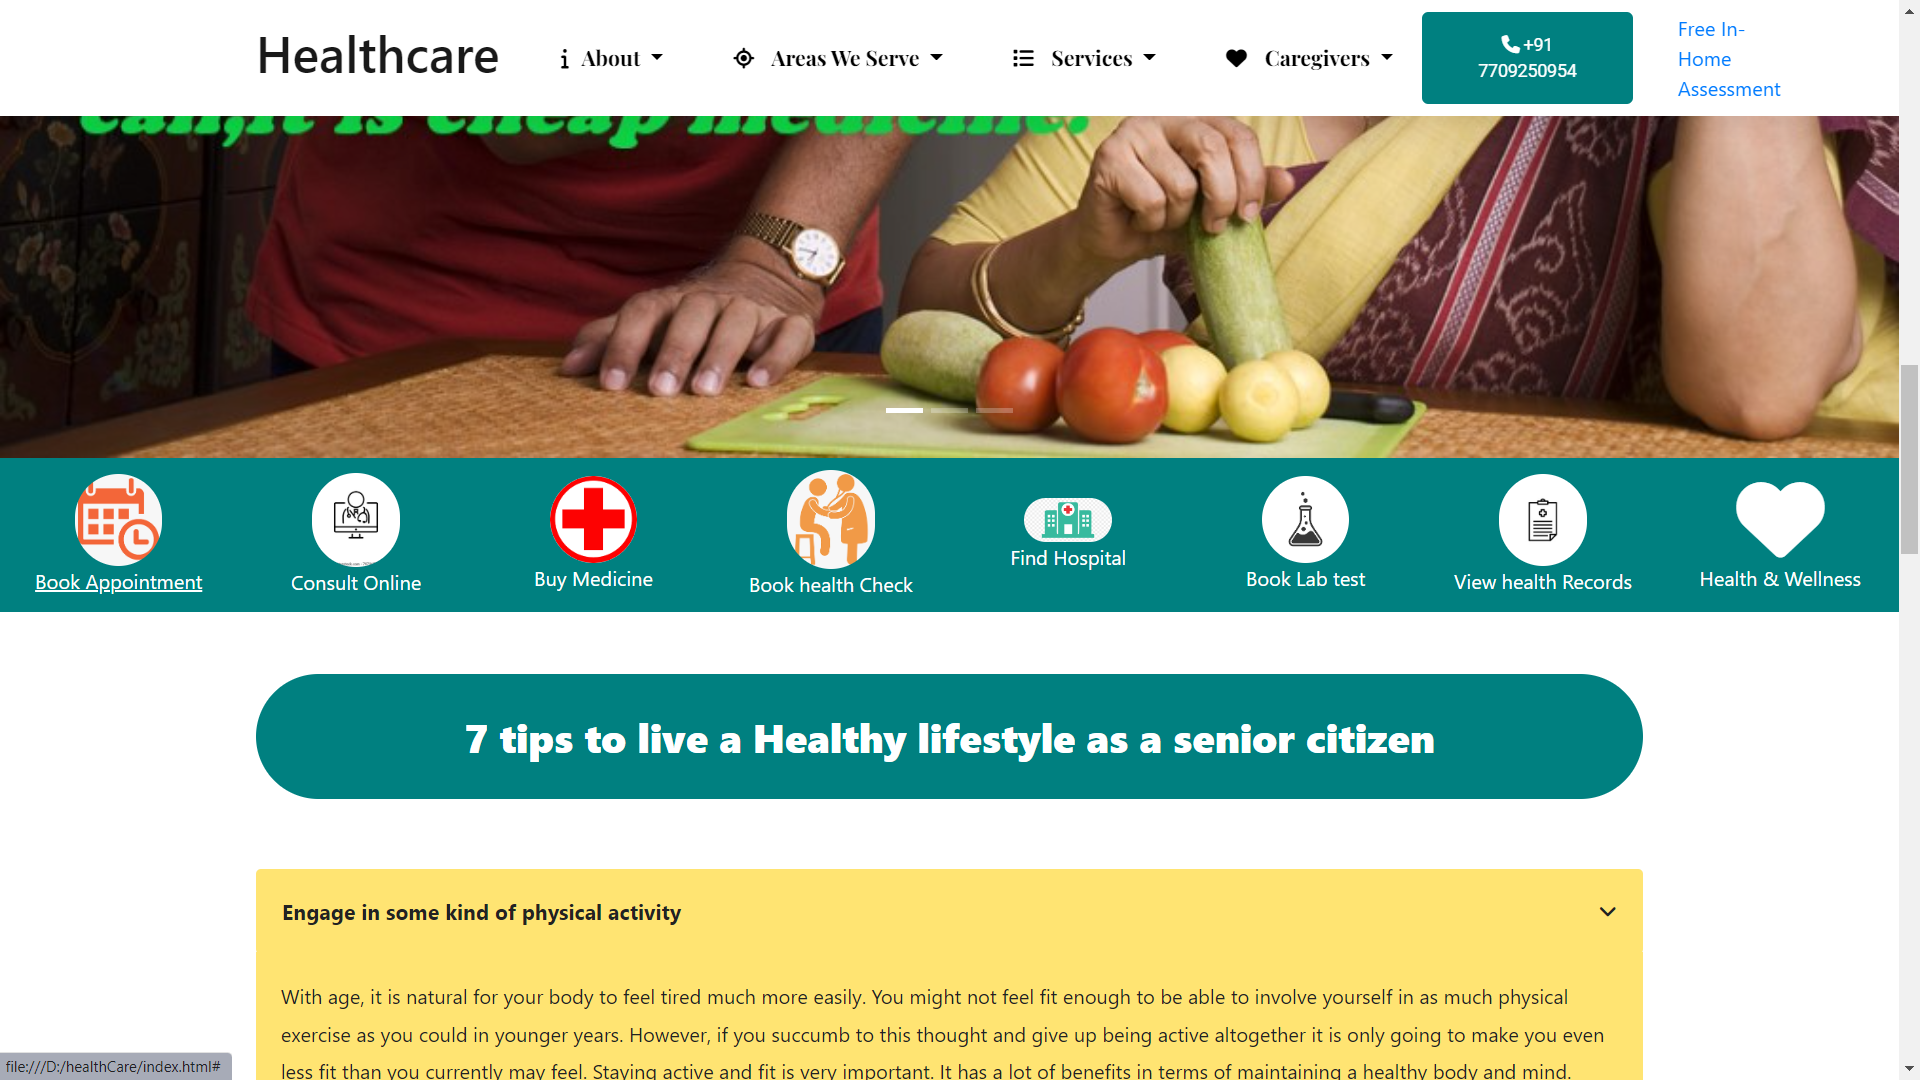 Healthcare
About
Areas We Serve
Services
Caregivers
+91
7709250954
Free In-
Home
Assessment
can,it is cheap medicine.
Book Appointment
Consult Online
Buy Medicine
Book health Check
Find Hospital
Book Lab test
View health Records
Health & Wellness
7 tips to live a Healthy lifestyle as a senior citizen
Engage in some kind of physical activity
With age, it is natural for your body to feel tired much more easily. You might not feel fit enough to be able to involve yourself in as much physical
exercise as you could in younger years. However, if you succumb to this thought and give up being active altogether it is only going to make you even
less fit than you currently may feel. Staying active and fit is very important. It has a lot of benefits in terms of maintaining a healthy body and mind.
file:///D:/healthCare/index.html#